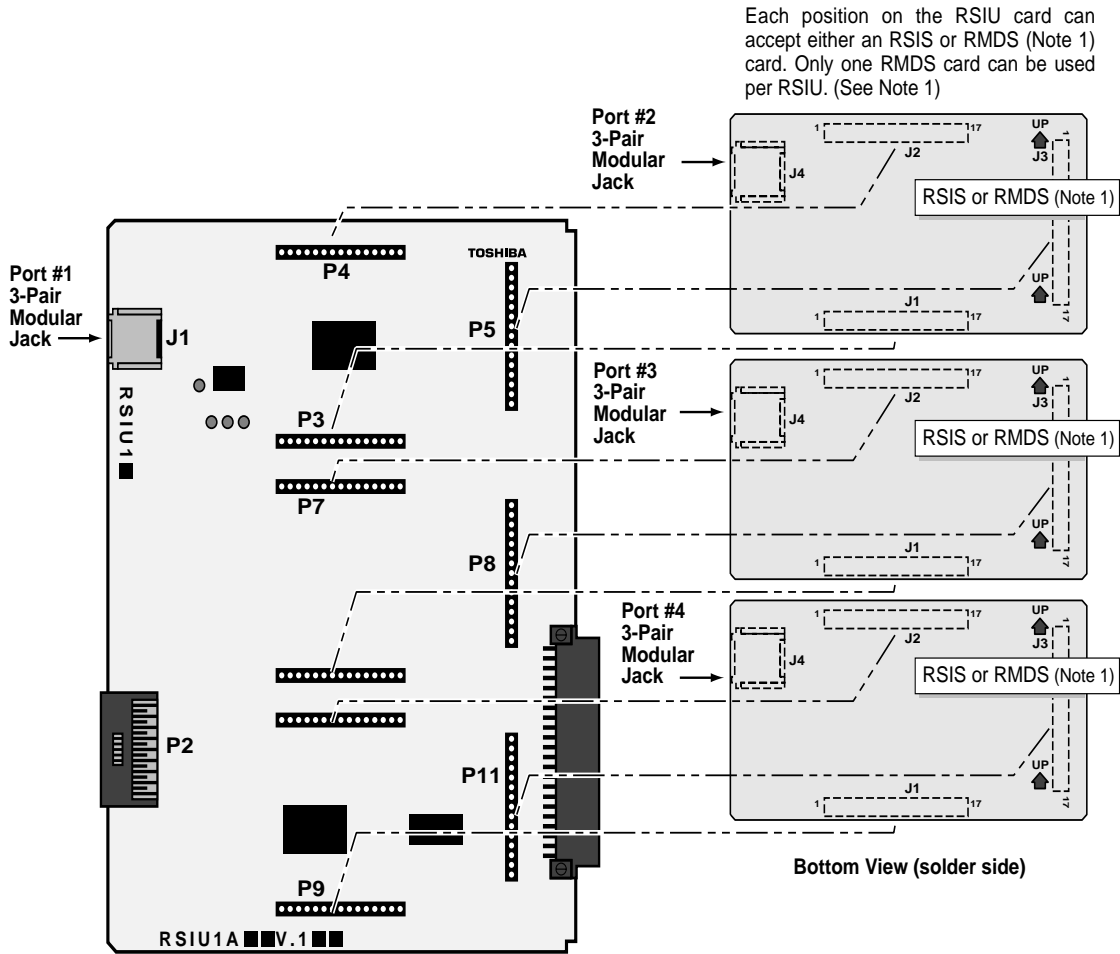 Each position on the RSIU card can
accept either an RSIS or RMDS (Note 1)
card. Only one RMDS card can be used
per RSIU. (See Note 1)
Port #2
3-Pair
Modular
Jack
1
17
J2
UP
J3
1
J4
RSIS or RMDS (Note 1)
UP
J1
1
17
17
Port #1
3-Pair
Modular
Jack
J1
RSIU1
P4
TOSHIBA
P5
P3
P7
P8
P2
P11
P9
RSIU1A
V.1
Port #3
3-Pair
Modular
Jack
1
17
J2
UP
J3
1
J4
RSIS or RMDS (Note 1)
UP
J1
1
17
17
Port #4
3-Pair
Modular
Jack
1
17
J2
UP
J3
1
J4
RSIS or RMDS (Note 1)
UP
J1
1
17
17
Bottom View (solder side)